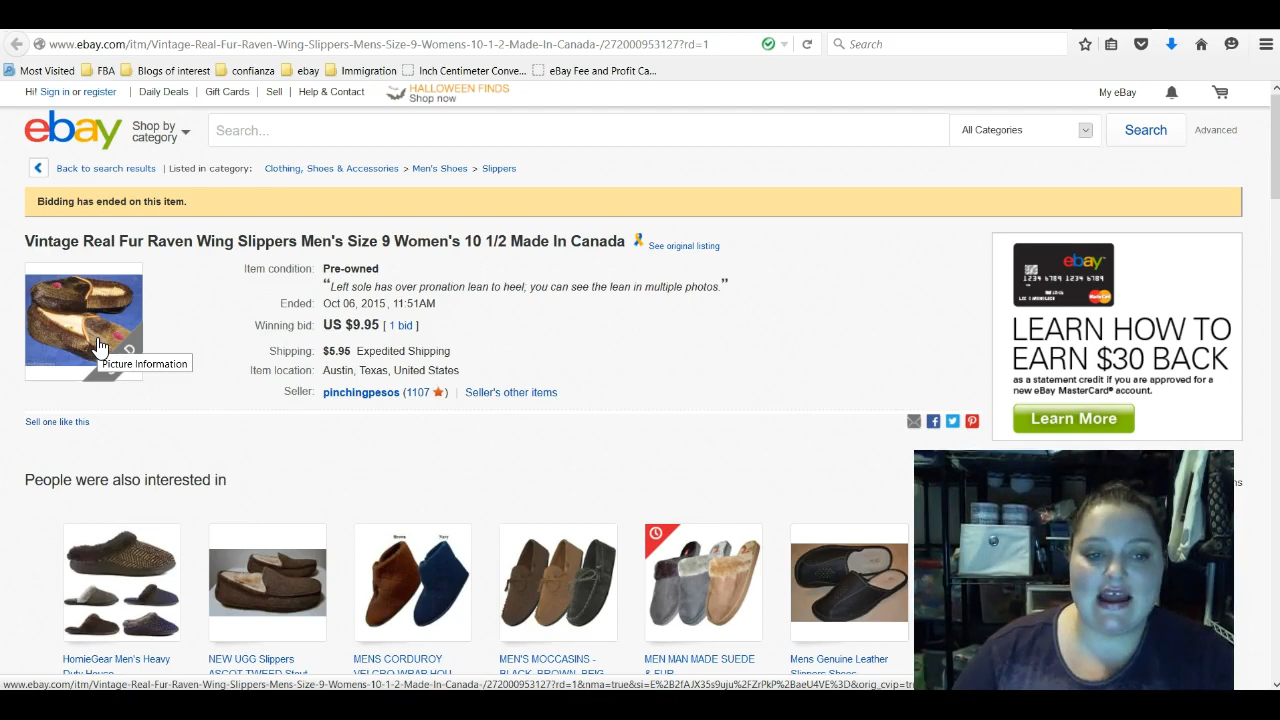 www.ebay.com/itm/Vintage-Real-Fur-Raven-Wing-Slippers-Mens-Size-9-Womens-10-1-2-Made-In-Canada-/272000953127?rd=1
Search
Most Visited FBA Blogs of interest confianza ebay Immigration Inch Centimeter Conve... eBay Fee and Profit Ca...
Hi! Sign in or register Daily Deals Gift Cards Sell Help & Contact HALLOWEEN FINDS
Shop now
My eBay
ebay Shop by
category
Search... All Categories Search Advanced
Back to search results Listed in category: Clothing, Shoes & Accessories > Men's Shoes > Slippers
Bidding has ended on this item.
Vintage Real Fur Raven Wing Slippers Men's Size 9 Women's 10 1/2 Made In Canada See original listing
Item condition: Pre-owned
"Left sole has over pronation lean to heel; you can see the lean in multiple photos."
Ended: Oct 06, 2015 , 11:51AM
Winning bid: US $9.95 [ 1 bid ]
Shipping: $5.95 Expedited Shipping
Item location: Austin, Texas, United States
Seller: pinchingpesos (1107 ) Seller's other items
Picture Information
Sell one like this
ebay
LEARN HOW TO
EARN $30 BACK
as a statement credit if you are approved for a
new eBay MasterCard® account.
Learn More
People were also interested in
Brown Navy
HomieGear Men's Heavy
NEW UGG Slippers
MENS CORDUROY
MEN'S MOCCASINS -
MEN MAN MADE SUEDE
Mens Genuine Leather